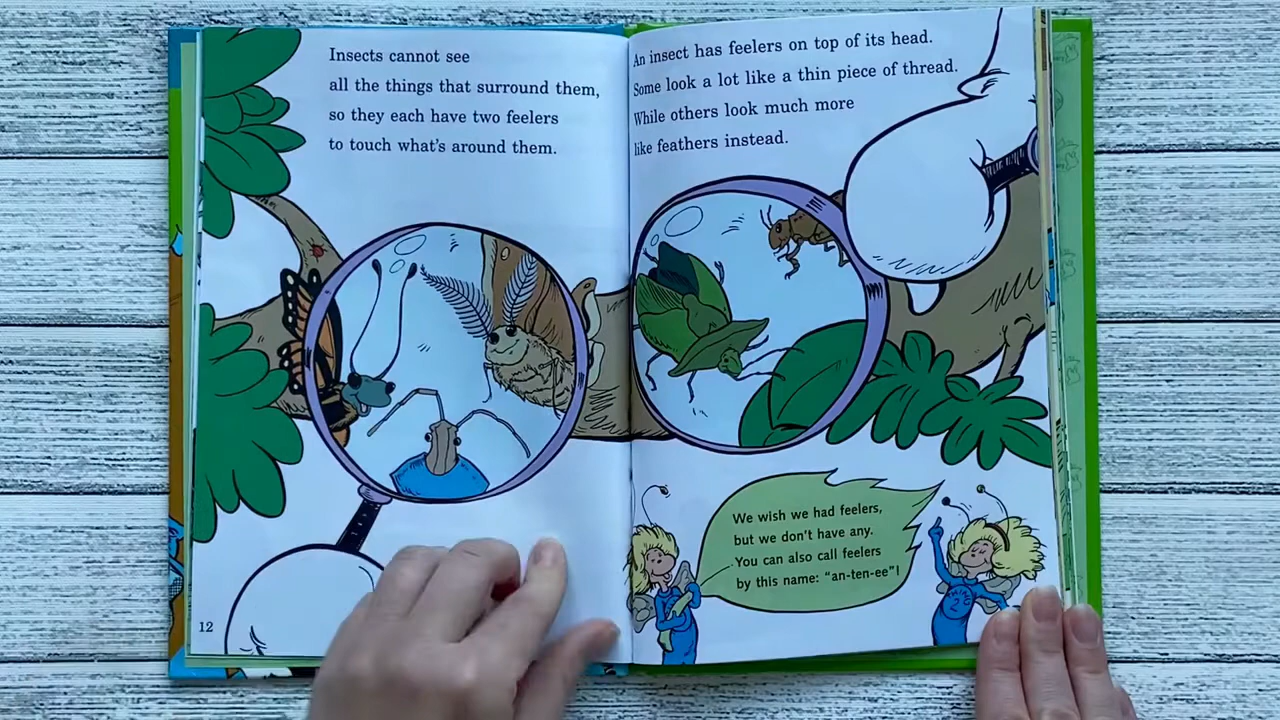 Insects cannot see
all the things that surround them,
so they each have two feelers
to touch what's around them.
12
An insect has feelers on top of its head.
Some look a lot like a thin piece of thread.
While others look much more
like feathers instead.
We wish we had feelers,
but we don't have any.
You can also call feelers
by this name: “an-ten-ee”!